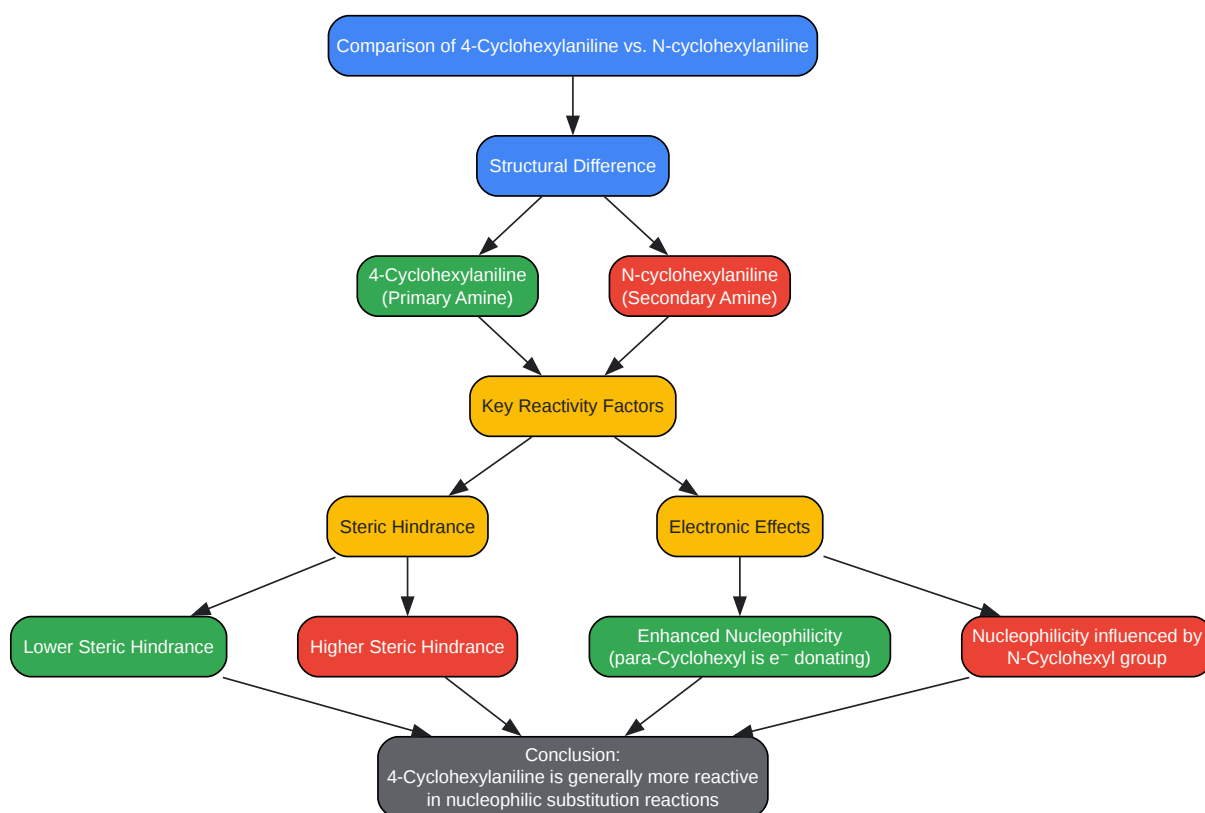 Comparison of 4-Cyclohexylaniline vs. N-cyclohexylaniline
Structural Difference
4-Cyclohexylaniline
(Primary Amine)
N-cyclohexylaniline
(Secondary Amine)
Key Reactivity Factors
Steric Hindrance
Electronic Effects
Lower Steric Hindrance
Higher Steric Hindrance
Enhanced Nucleophilicity
(para-Cyclohexyl is e⁻ donating)
Nucleophilicity influenced by
N-Cyclohexyl group
Conclusion:
4-Cyclohexylaniline is generally more reactive
in nucleophilic substitution reactions